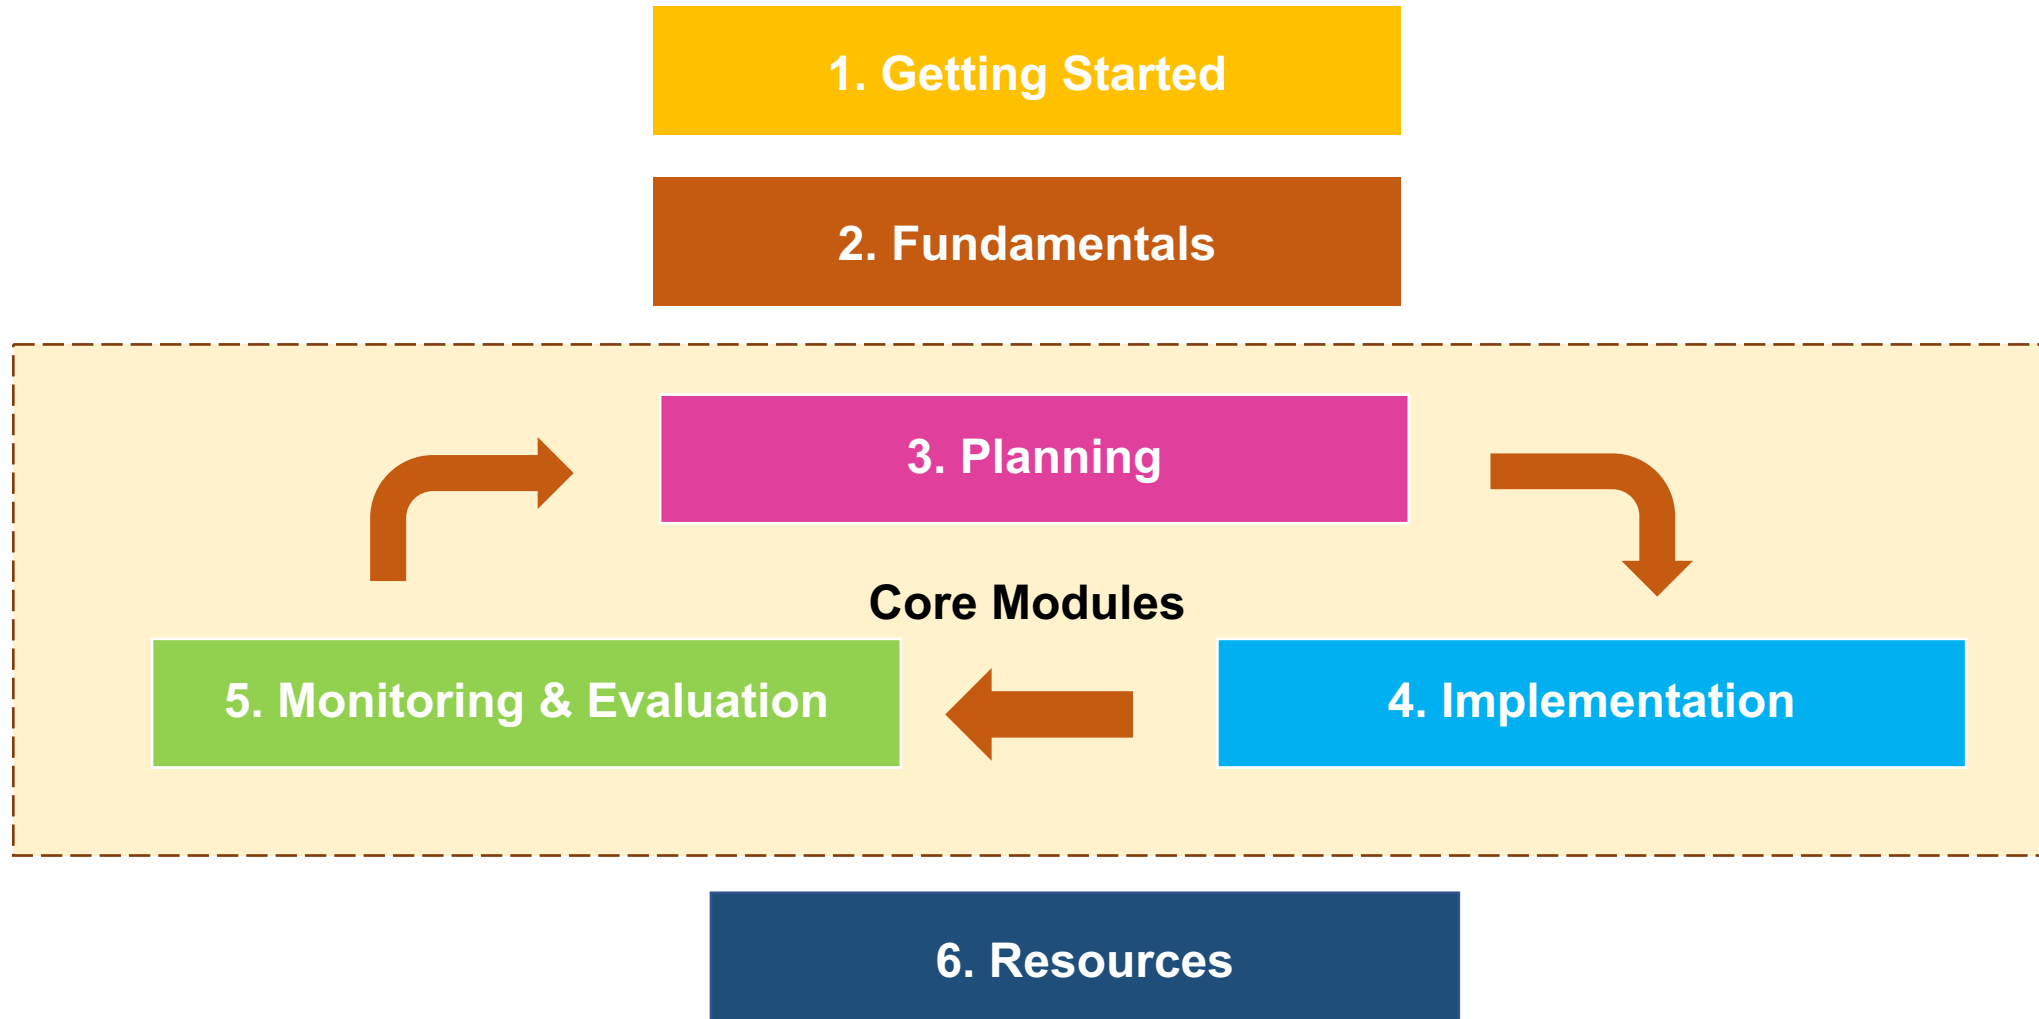 1. Getting Started
2. Fundamentals
3. Planning
Core Modules
5. Monitoring & Evaluation
4. Implementation
6. Resources